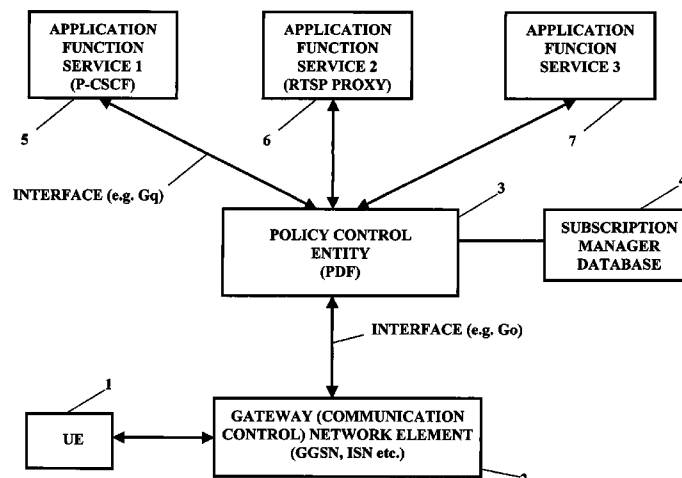 APPLICATION
FUNCTION
SERVICE 1
(P-CSCF)
APPLICATION
FUNCTION
SERVICE 2
(RTSP PROXY)
APPLICATION
FUNCION
SERVICE 3
5
6
7
INTERFACE (e.g. Gq)
3
POLICY CONTROL
ENTITY
(PDF)
SUBSCRIPTION
MANAGER
DATABASE
INTERFACE (e.g. Go)
1
UE
GATEWAY (COMMUNICATION
CONTROL) NETWORK ELEMENT
(GGSN, ISN etc.)